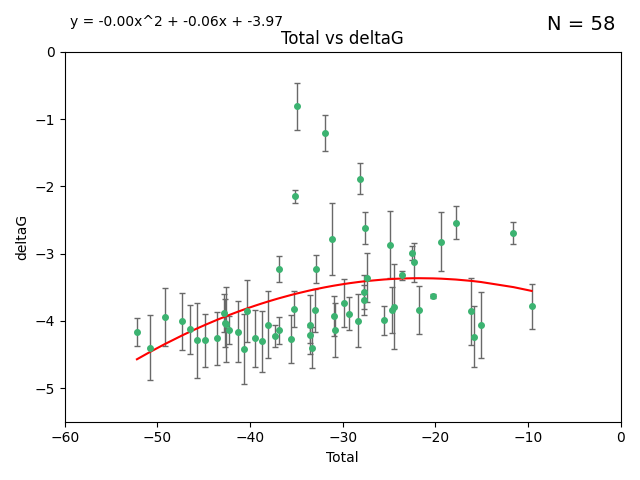 y = -0.00x^2 + -0.06x + -3.97
N = 58
Total vs deltaG
0
−1
−2
−3
−4
−5
deltaG
−60 −50 −40 −30 −20 −10 0
Total